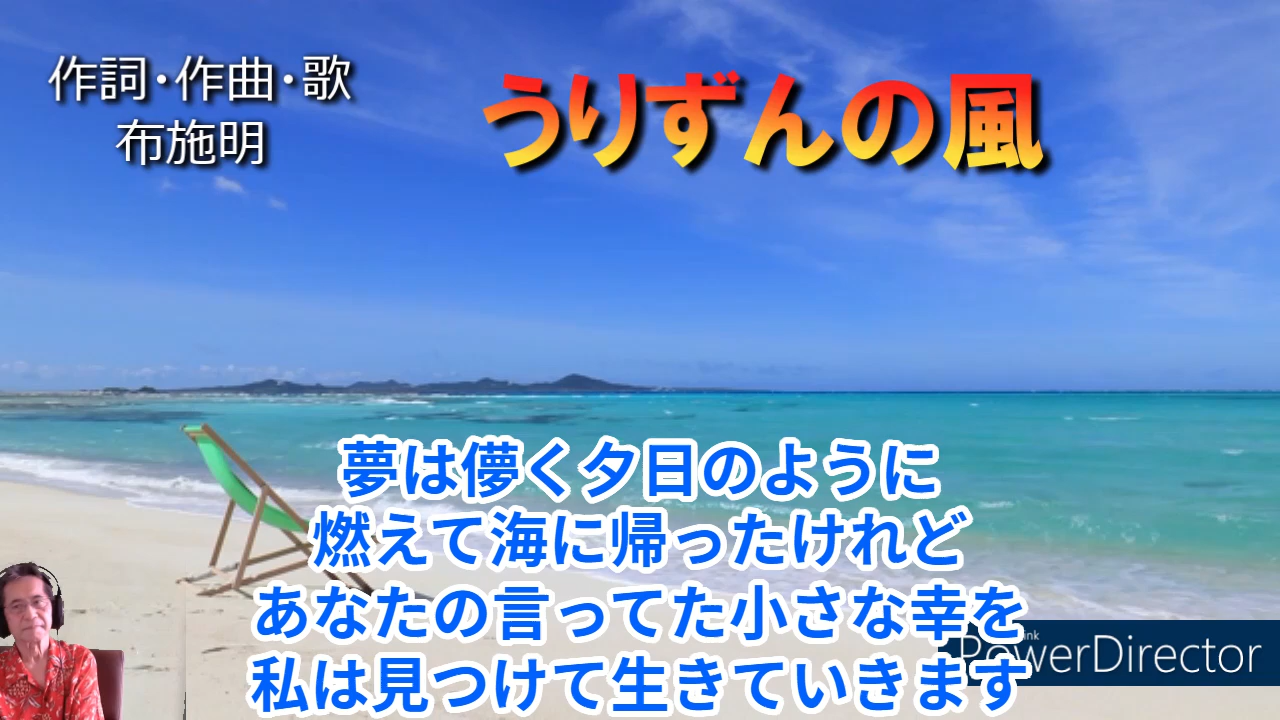 作詞・作曲・歌
布施明
うりずんの風
夢は儚く夕日のように
燃えて海に帰ったけれど
あなたの言ってた小さな幸を
私は見つけて生きていきます
ink
PowerDirector